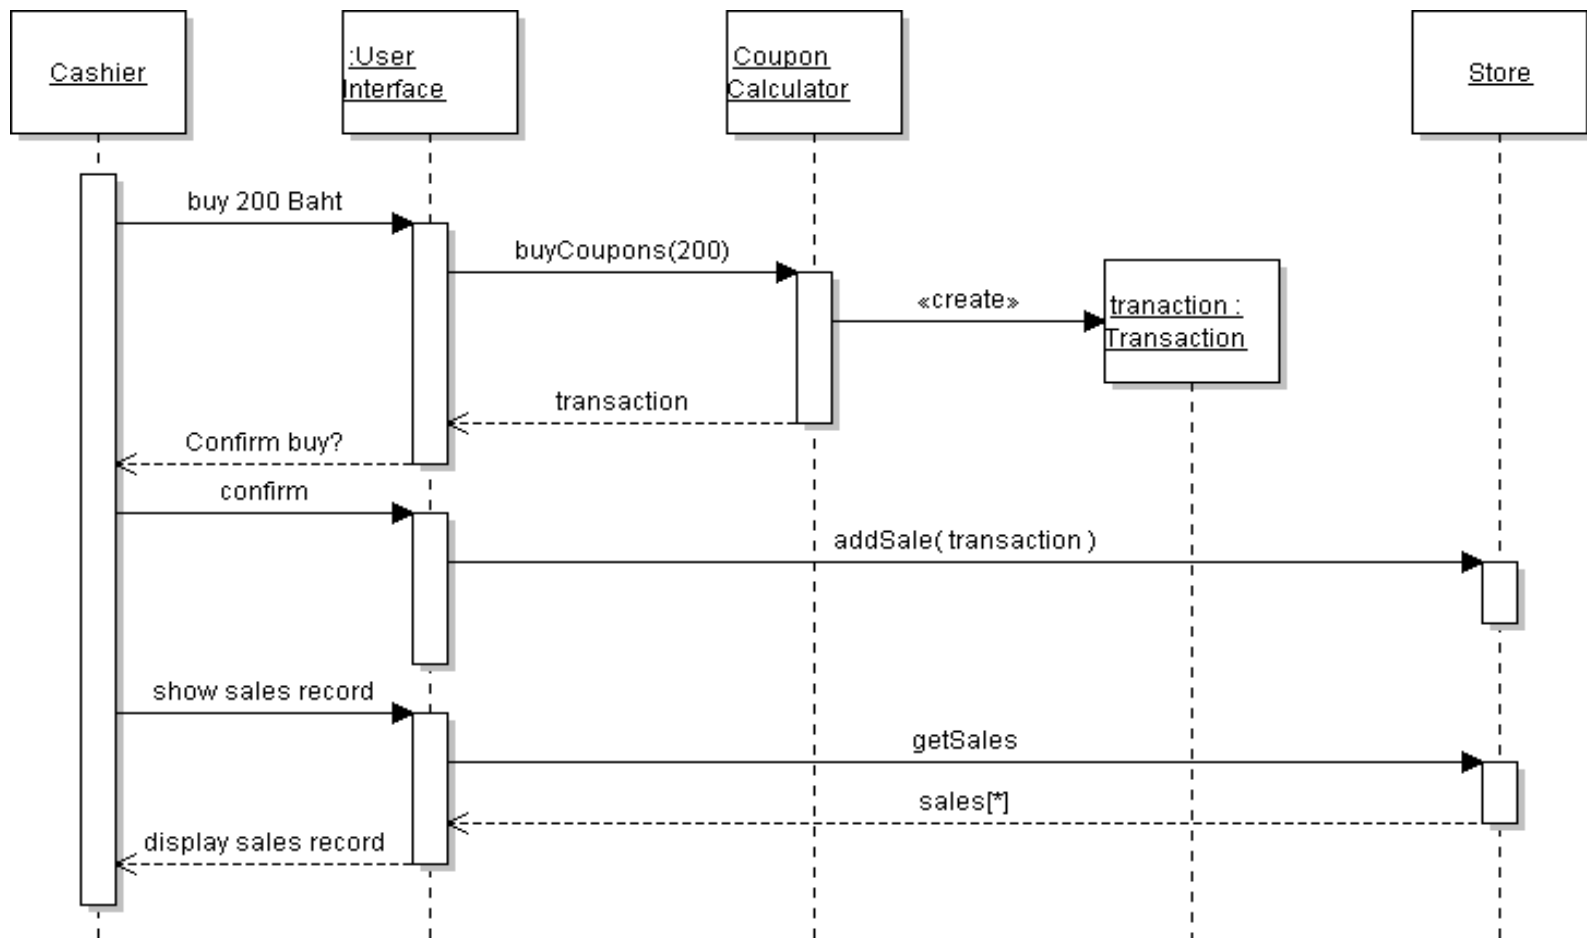 Cashier
:User
Interface
Coupon
Calculator
Store
buy 200 Baht
buyCoupons(200)
«create»
tranaction :
Transaction
transaction
Confirm buy?
confirm
addSale( transaction )
show sales record
getSales
sales[*]
display sales record